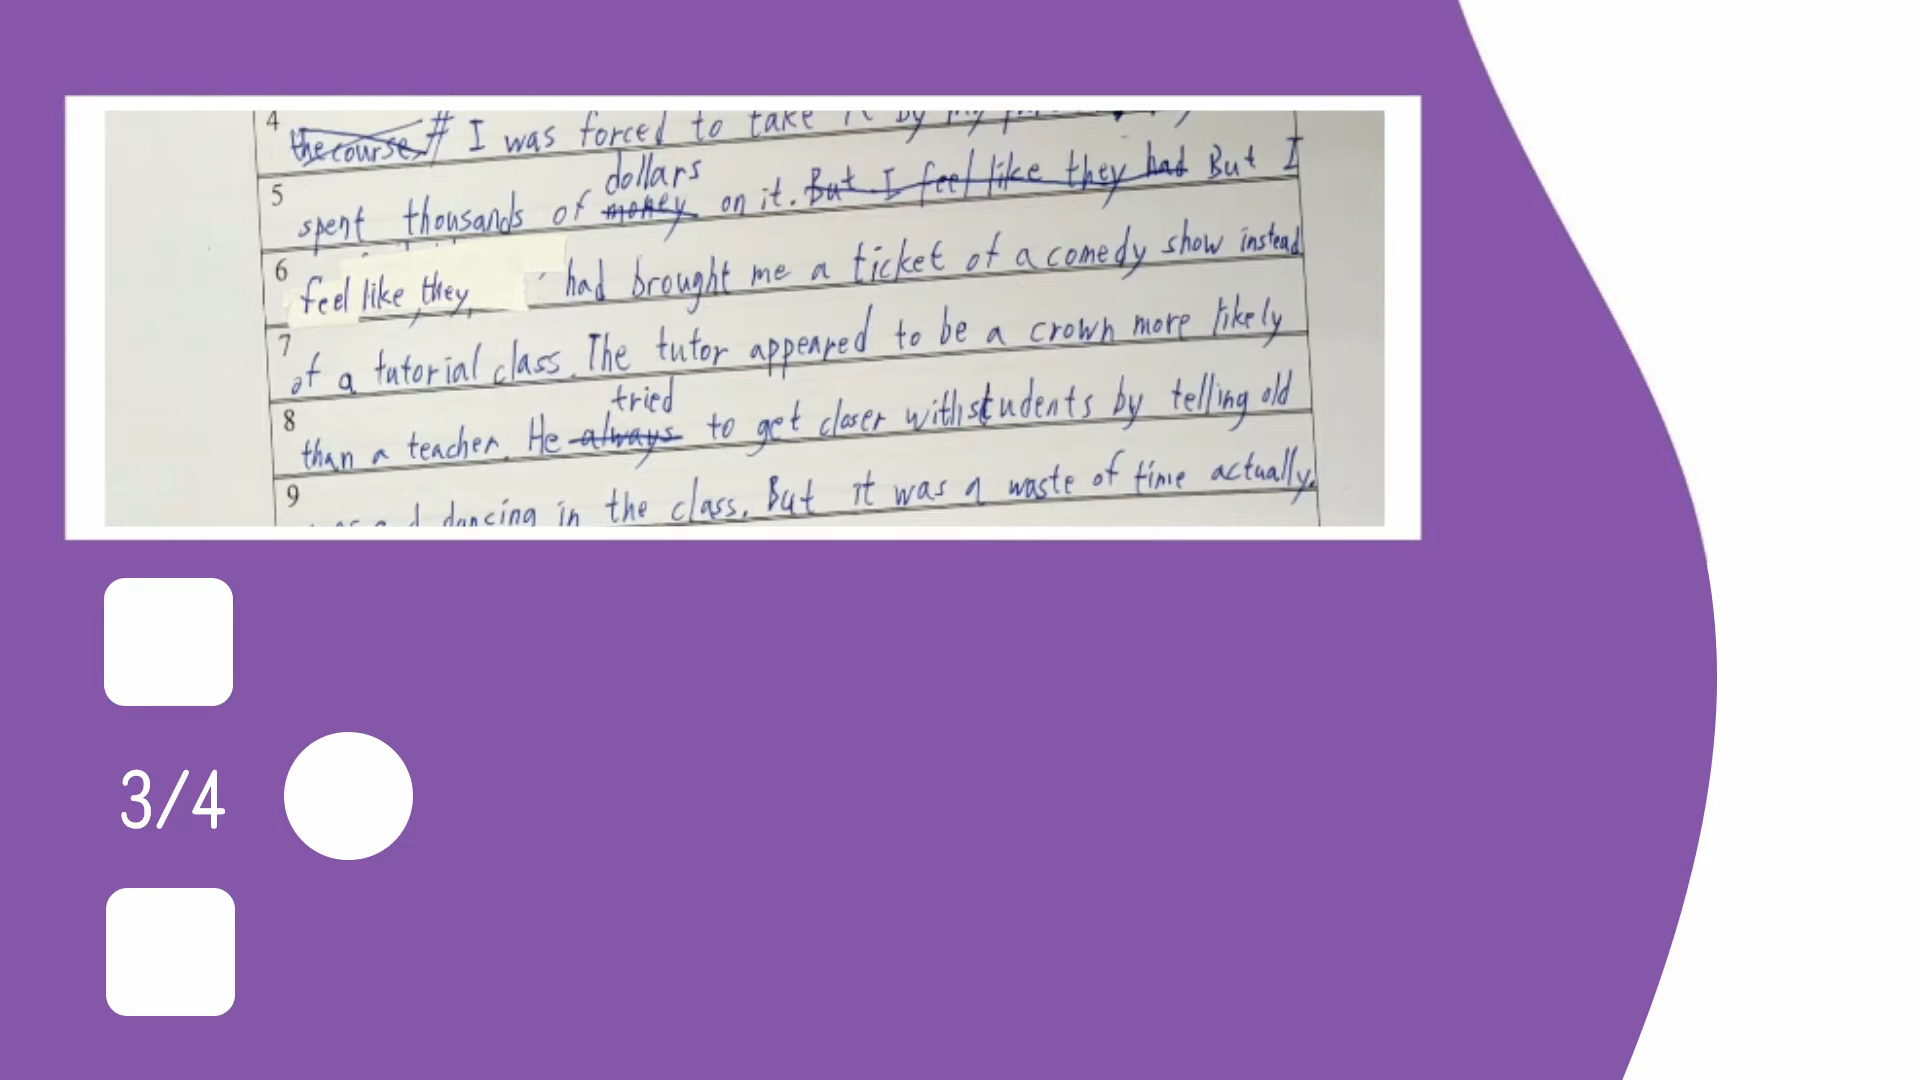 4 the course # I was forced to take it by my
dollars
5 spent thousands of money on it. But I feel like they had But I
6 feel like they had brought me a ticket of a comedy show instead
7 of a tutorial class. The tutor appeared to be a crown more likely
tried
8 than a teacher. He always to get closer with students by telling old
9 dancing in the class. But it was a waste of time actually.
3/4